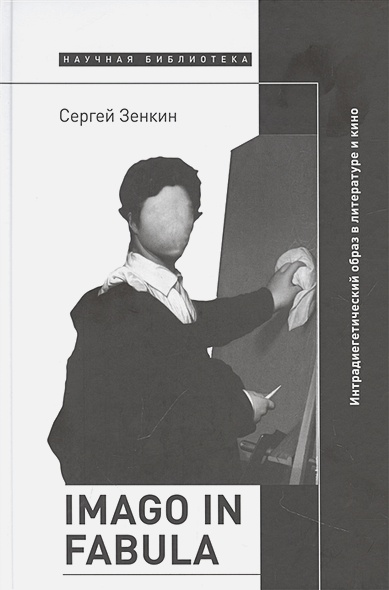 НАУЧНАЯ БИБЛИОТЕКА
Сергей Зенкин
Интрадиегетический образ в литературе и кино
IMAGO IN
FABULA